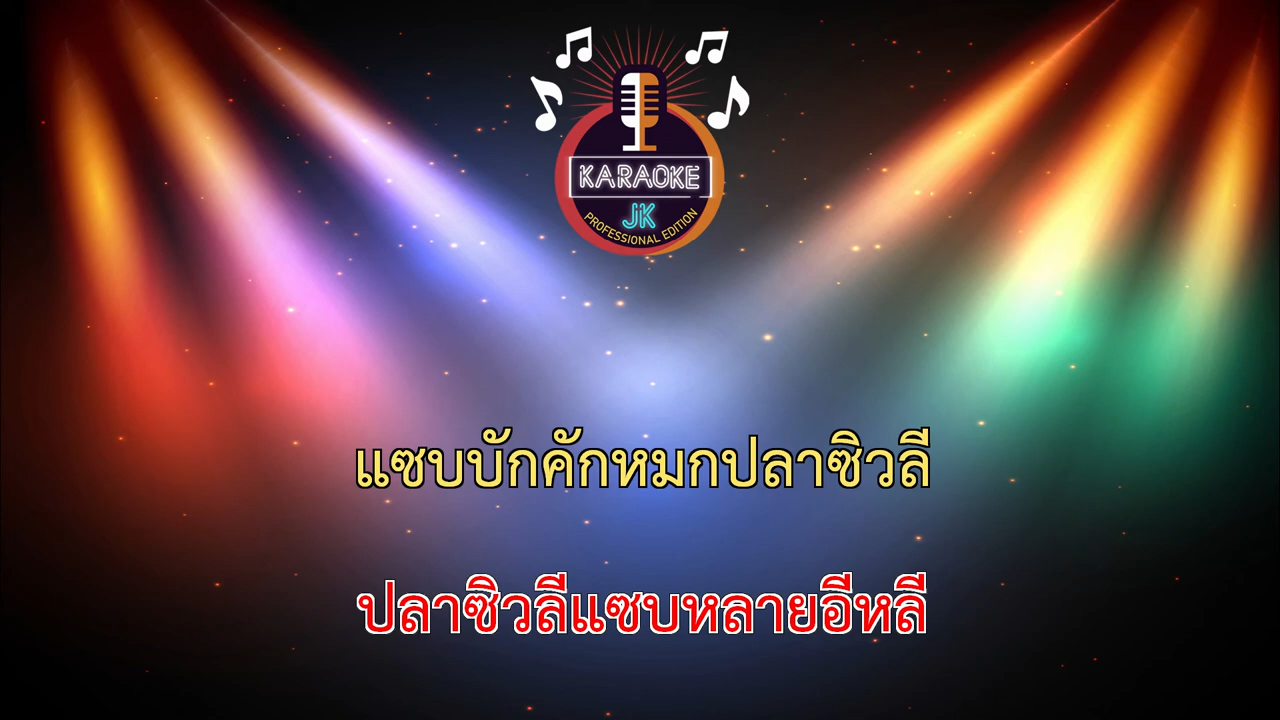 KARAOKE
JK
PROFESSIONAL EDITION
แซบบักคักหมกปลาซิวลี
ปลาซิวลีแซบหลายอีหลี